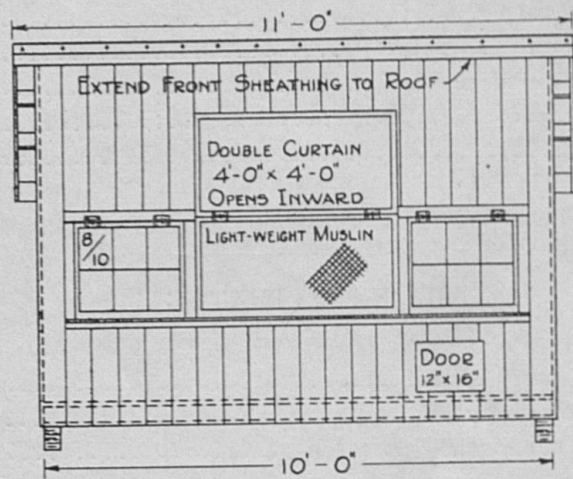 11'-0"
EXTEND FRONT SHEATHING TO ROOF
DOUBLE CURTAIN
4'-0" x 4'-0"
OPENS INWARD
8/10
LIGHT-WEIGHT MUSLIN
DOOR
12" x 16"
10'-0"